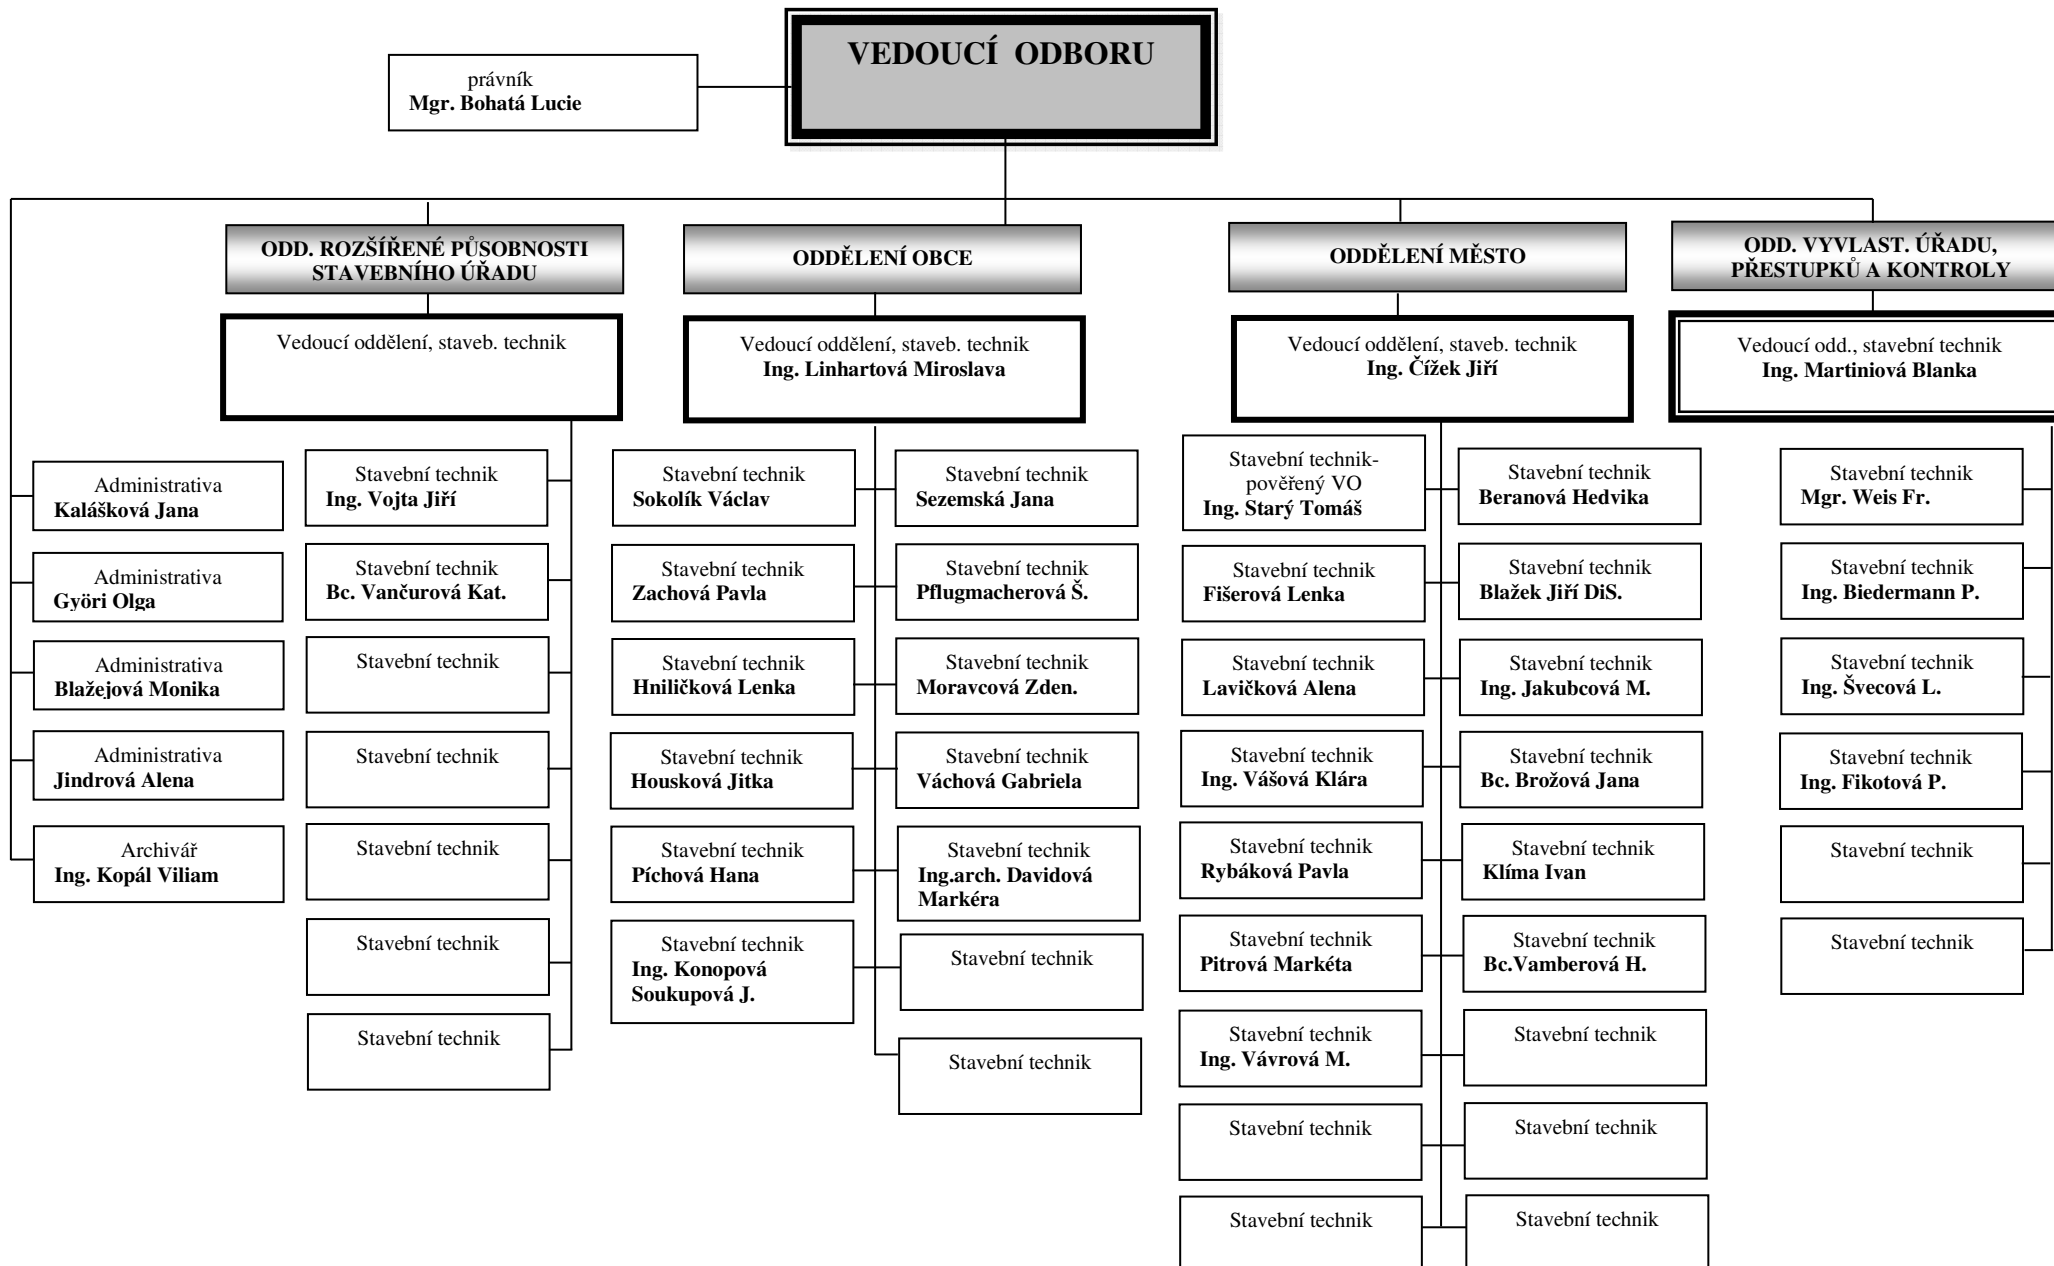 VEDOUCÍ ODBORU
právník
Mgr. Bohatá Lucie
ODD. ROZŠÍŘENÉ PŮSOBNOSTI
STAVEBNÍHO ÚŘADU
Vedoucí oddělení, staveb. technik
ODDĚLENÍ OBCE
Vedoucí oddělení, staveb. technik
Ing. Linhartová Miroslava
ODDĚLENÍ MĚSTO
Vedoucí oddělení, staveb. technik
Ing. Čížek Jiří
ODD. VYVLAST. ÚŘADU,
PŘESTUPKŮ A KONTROLY
Vedoucí odd., stavební technik
Ing. Martiniová Blanka
Administrativa
Kalášková Jana
Administrativa
Györi Olga
Administrativa
Blažejová Monika
Administrativa
Jindrová Alena
Archivář
Ing. Kopál Viliam
Stavební technik
Ing. Vojta Jiří
Stavební technik
Bc. Vančurová Kat.
Stavební technik
Stavební technik
Stavební technik
Stavební technik
Stavební technik
Stavební technik
Sokolík Václav
Stavební technik
Zachová Pavla
Stavební technik
Hniličková Lenka
Stavební technik
Housková Jitka
Stavební technik
Píchová Hana
Stavební technik
Ing. Konopová
Soukupová J.
Stavební technik
Sezemská Jana
Stavební technik
Pflugmacherová Š.
Stavební technik
Moravcová Zden.
Stavební technik
Váchová Gabriela
Stavební technik
Ing.arch. Davidová
Markéra
Stavební technik
Stavební technik
Stavební technik-
pověřený VO
Ing. Starý Tomáš
Stavební technik
Fišerová Lenka
Stavební technik
Lavičková Alena
Stavební technik
Ing. Vášová Klára
Stavební technik
Rybáková Pavla
Stavební technik
Pitrová Markéta
Stavební technik
Ing. Vávrová M.
Stavební technik
Stavební technik
Stavební technik
Beranová Hedvika
Stavební technik
Blažek Jiří DiS.
Stavební technik
Ing. Jakubcová M.
Stavební technik
Bc. Brožová Jana
Stavební technik
Klíma Ivan
Stavební technik
Bc.Vamberová H.
Stavební technik
Stavební technik
Stavební technik
Stavební technik
Mgr. Weis Fr.
Stavební technik
Ing. Biedermann P.
Stavební technik
Ing. Švecová L.
Stavební technik
Ing. Fikotová P.
Stavební technik
Stavební technik